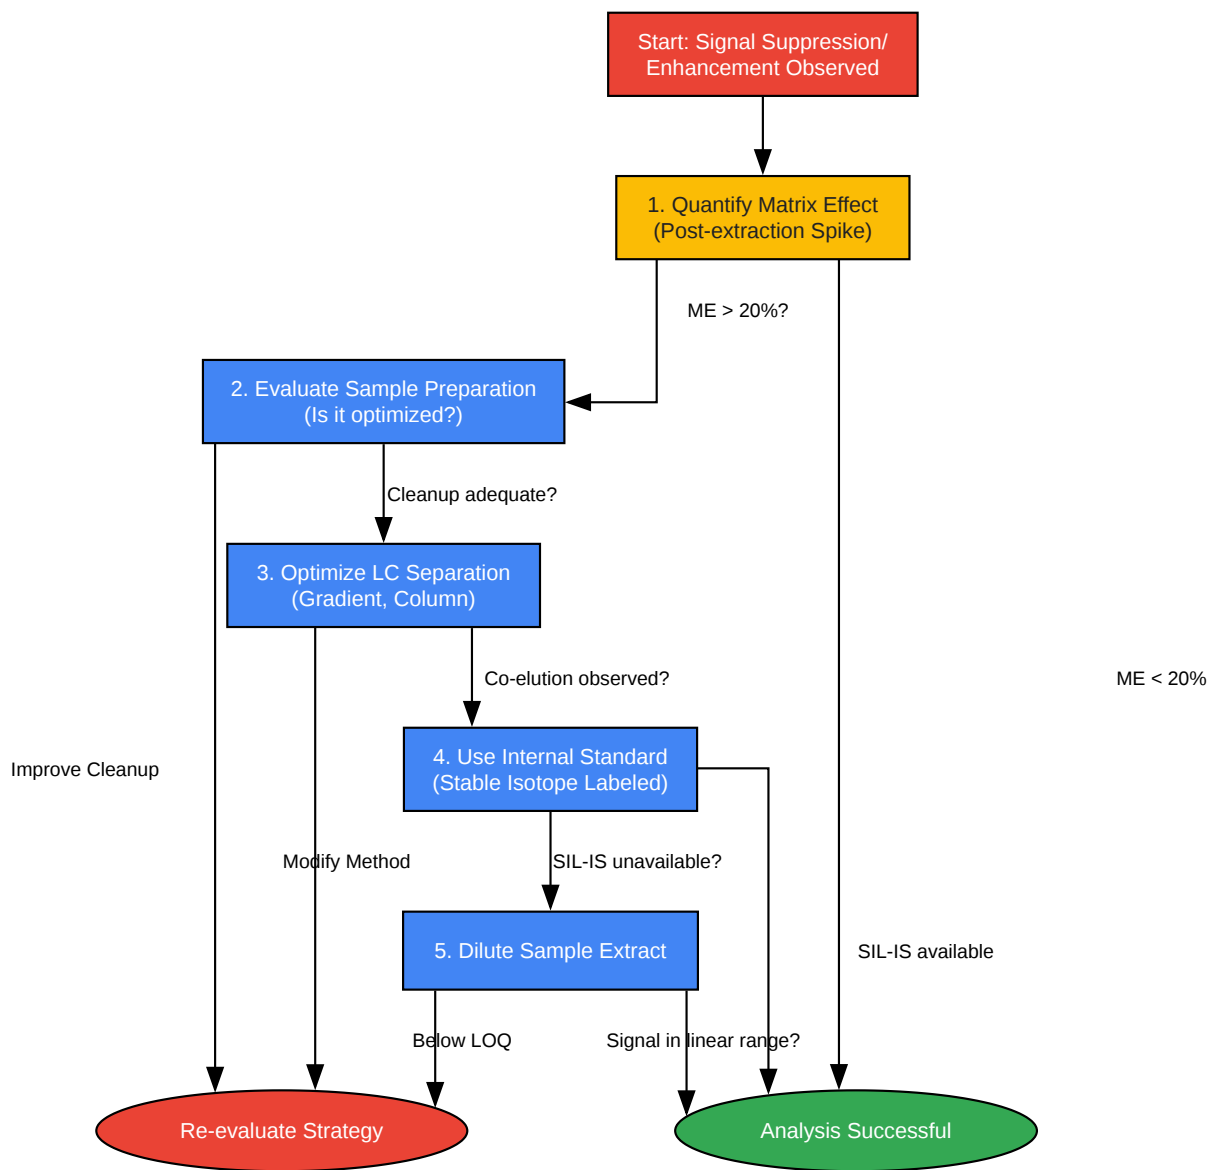 Start: Signal Suppression/
Enhancement Observed
1. Quantify Matrix Effect
(Post-extraction Spike)
ME > 20%?
2. Evaluate Sample Preparation
(Is it optimized?)
Cleanup adequate?
3. Optimize LC Separation
(Gradient, Column)
Co-elution observed?
ME < 20%
4. Use Internal Standard
(Stable Isotope Labeled)
Improve Cleanup
Modify Method
SIL-IS unavailable?
5. Dilute Sample Extract
SIL-IS available
Below LOQ
Signal in linear range?
Re-evaluate Strategy
Analysis Successful